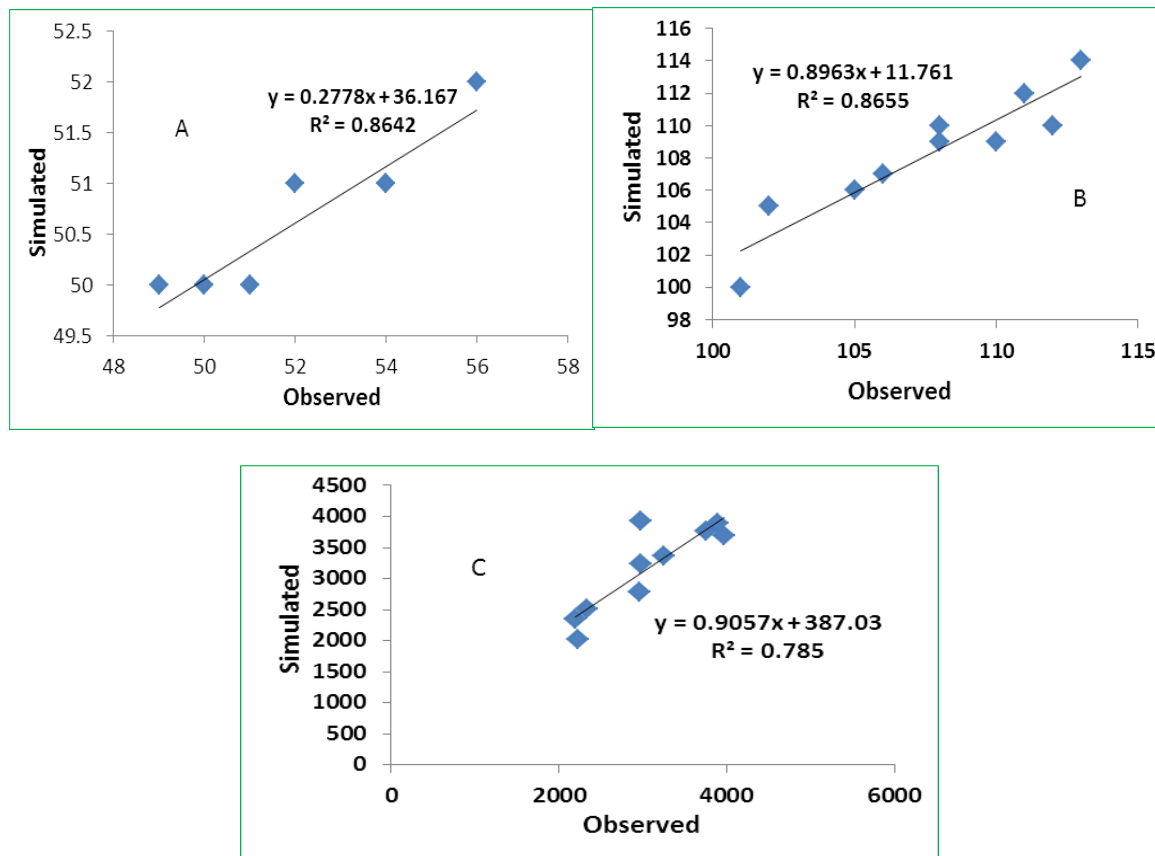 52.5
52
51.5
51
50.5
50
49.5
48 50 52 54 56 58
Simulated
Observed
A
y = 0.2778x + 36.167
R² = 0.8642
116
114
112
110
108
106
104
102
100
98
100 105 110 115
Simulated
Observed
B
y = 0.8963x + 11.761
R² = 0.8655
4500
4000
3500
3000
2500
2000
1500
1000
500
0
0 2000 4000 6000
Simulated
Observed
C
y = 0.9057x + 387.03
R² = 0.785